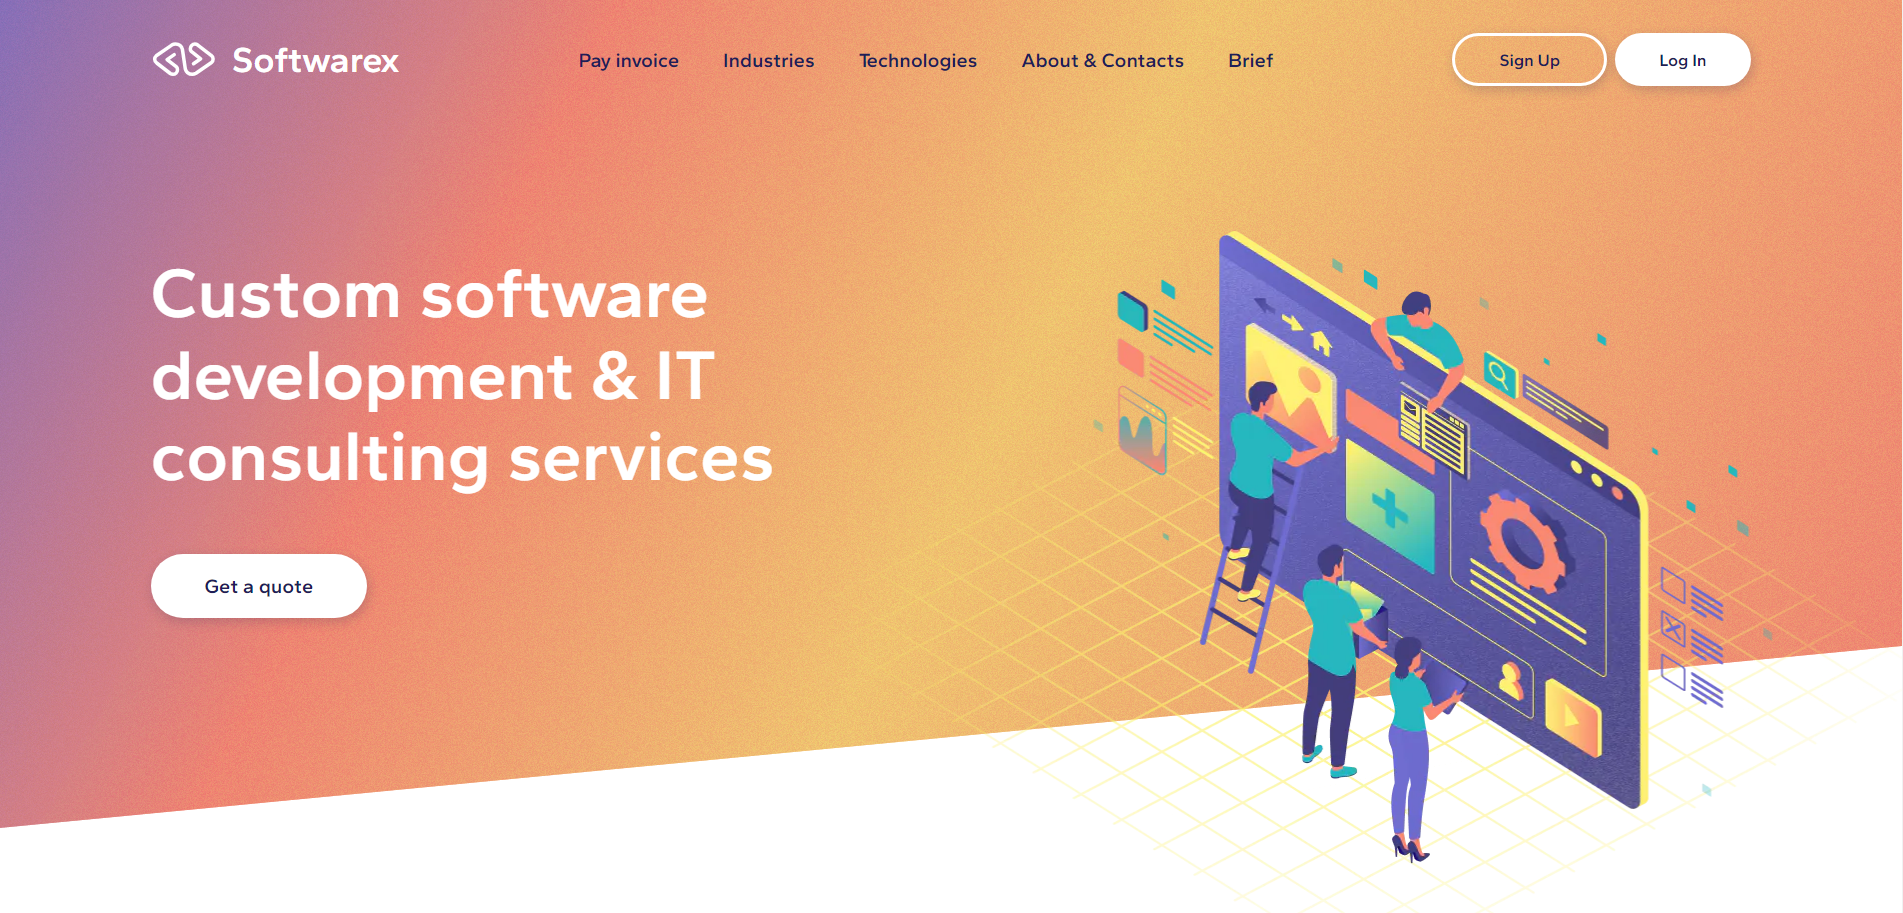 Softwarex
Pay invoice
Industries
Technologies
About & Contacts
Brief
Sign Up
Log In
Custom software
development & IT
consulting services
Get a quote